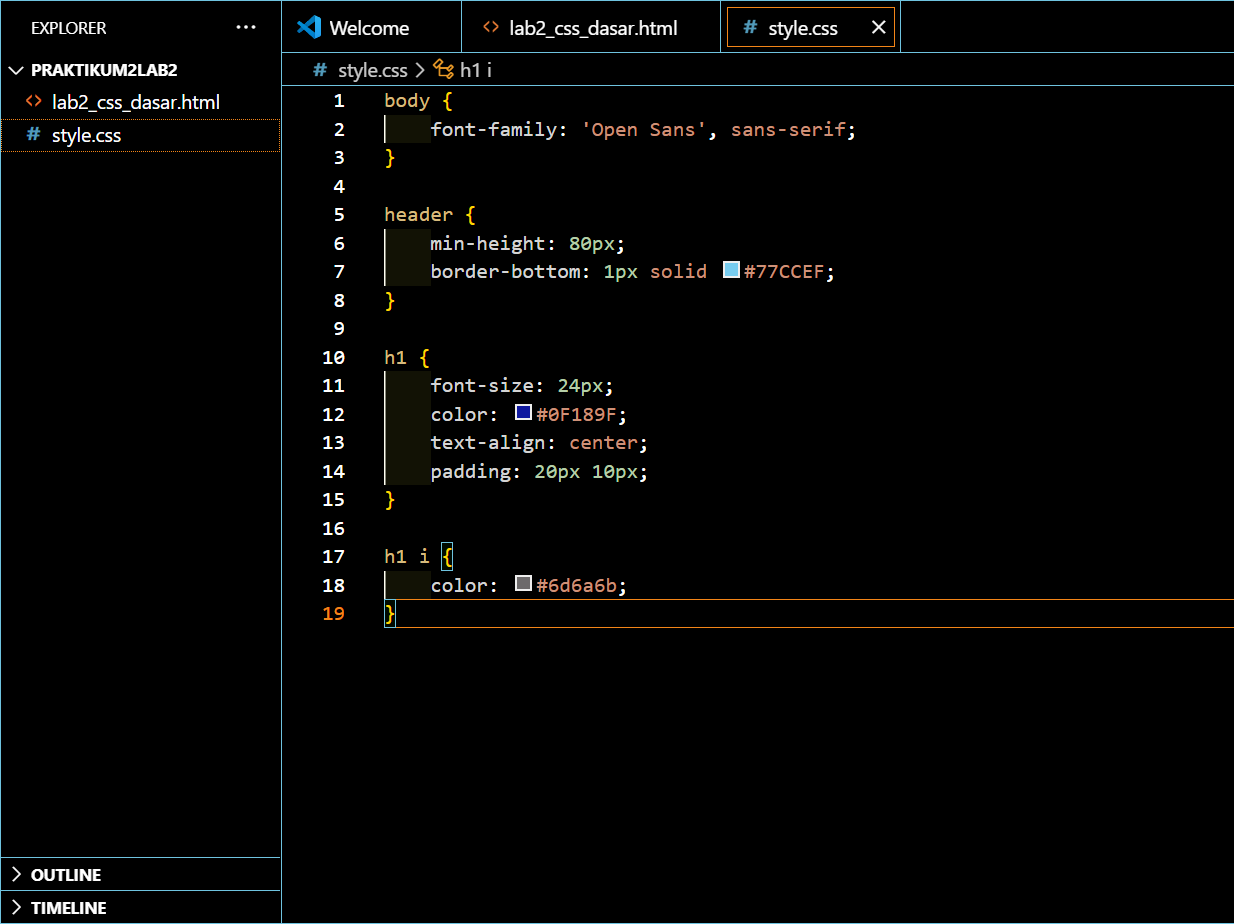 EXPLORER ···
PRAKTIKUM2LAB2
<> lab2_css_dasar.html
# style.css
OUTLINE
TIMELINE
Welcome
<> lab2_css_dasar.html
# style.css ×
# style.css > h1 i
1 body {
2     font-family: 'Open Sans', sans-serif;
3 }
4
5 header {
6     min-height: 80px;
7     border-bottom: 1px solid #77CCEF;
8 }
9
10 h1 {
11     font-size: 24px;
12     color: #0F189F;
13     text-align: center;
14     padding: 20px 10px;
15 }
16
17 h1 i {
18     color: #6d6a6b;
19 }